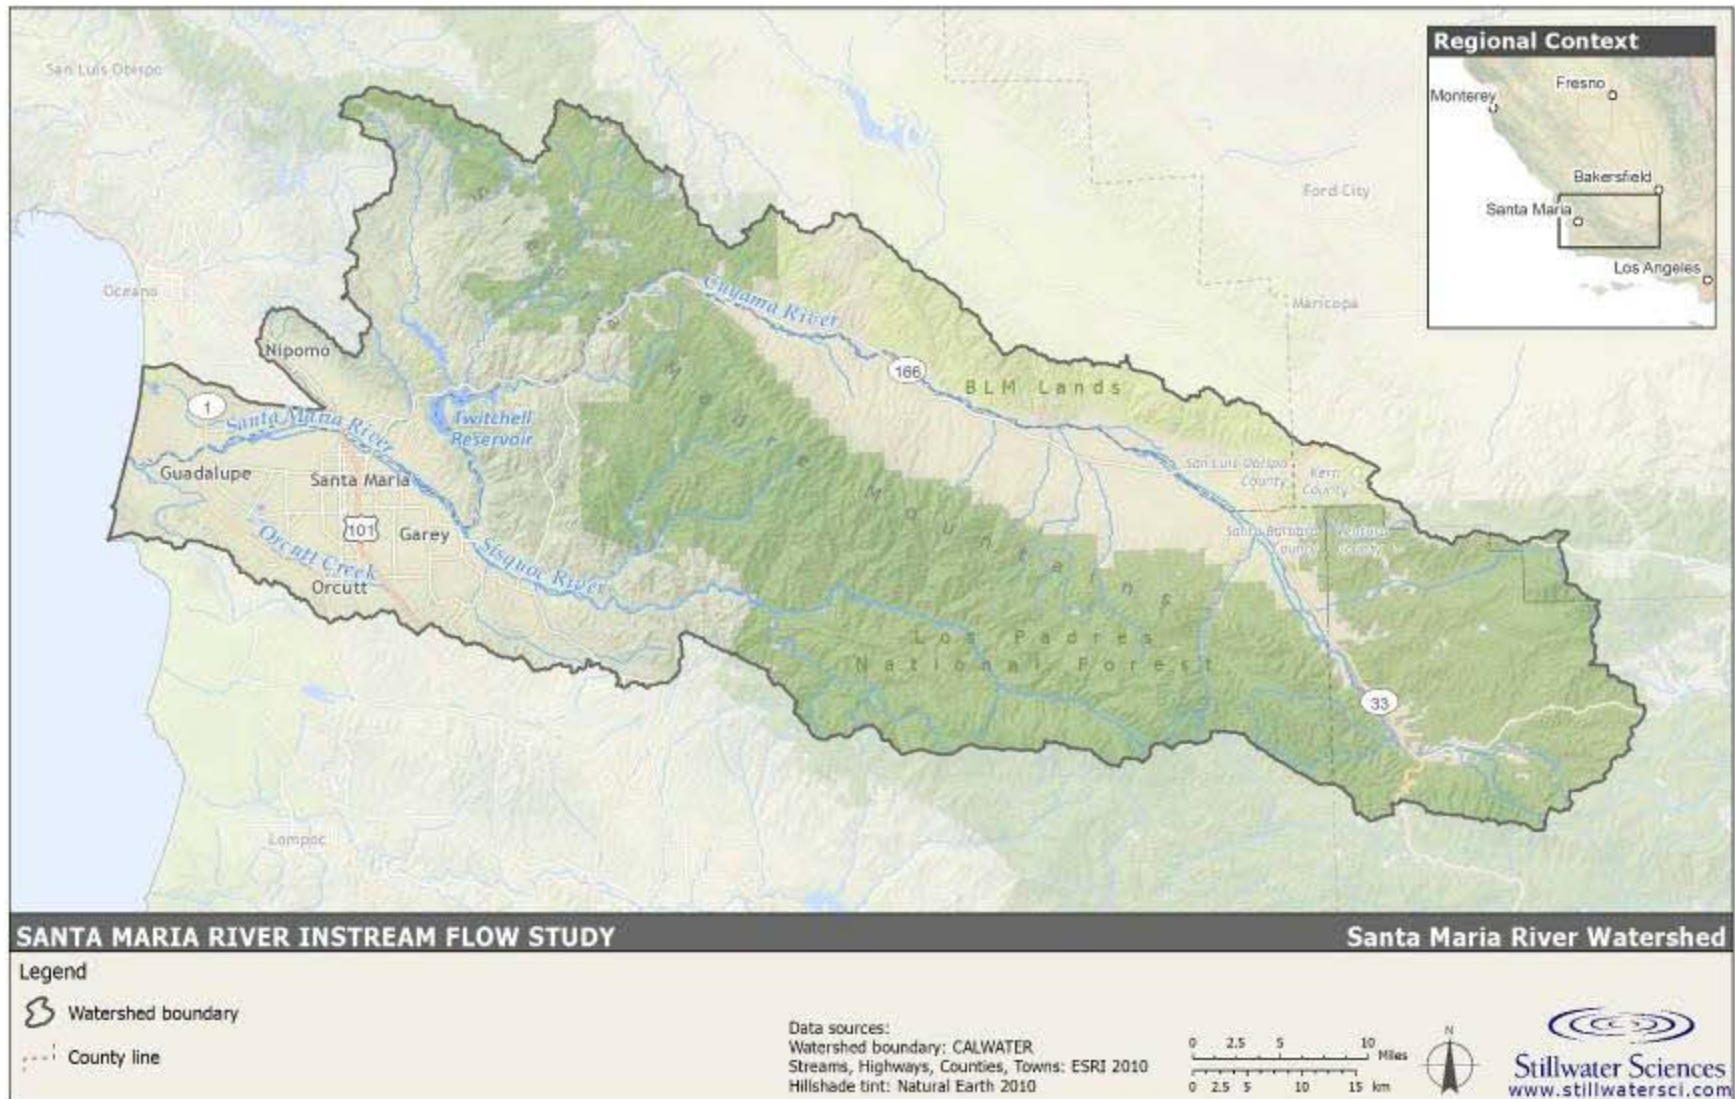 Regional Context
Monterey
Fresno
Bakersfield
Santa Maria
Los Angeles
San Luis Obispo
Ford City
Oceano
Maricopa
Nipomo
Cuyama River
166
BLM Lands
1
Santa Maria River
Twitchell
Reservoir
Guadalupe
Santa Maria
San Luis Obispo
County
Kern
County
101
Garey
Santa Barbara
County
Ventura
County
Sierra Madre Mountains
Orcutt Creek
Sisquoc River
Orcutt
Los Padres
National Forest
33
Lompoc
SANTA MARIA RIVER INSTREAM FLOW STUDY
Santa Maria River Watershed
Legend
Watershed boundary
County line
Data sources:
Watershed boundary: CALWATER
Streams, Highways, Counties, Towns: ESRI 2010
Hillshade tint: Natural Earth 2010
0 2.5 5 10 Miles
0 2.5 5 10 15 km
N
Stillwater Sciences
www.stillwatersci.com